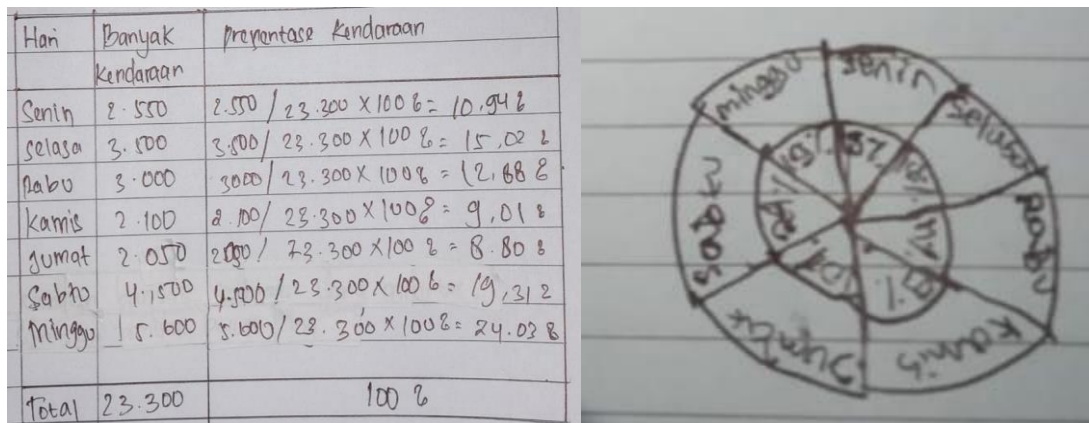 Hari Banyak Kendaraan Presentase Kendaraan
Senin 2.550 2.550 / 23.300 X 100 % = 10.94 %
Selasa 3.500 3.500 / 23.300 X 100 % = 15,02 %
Rabu 3.000 3000 / 23.300 X 100 % = 12,88 %
Kamis 2.100 2.100 / 23.300 X 100 % = 9,01 %
Jumat 2.050 / 23.300 X 100 % = 8.80 %
Sabtu 4.500 4.500 / 23.300 X 100 % = 19,31 %
Minggu 5.600 5.600 / 23.300 X 100 % = 24.03 %
Total 23.300 100 %
minggu
senin
selasa
Rabu
kamis
Jumat
sabtu